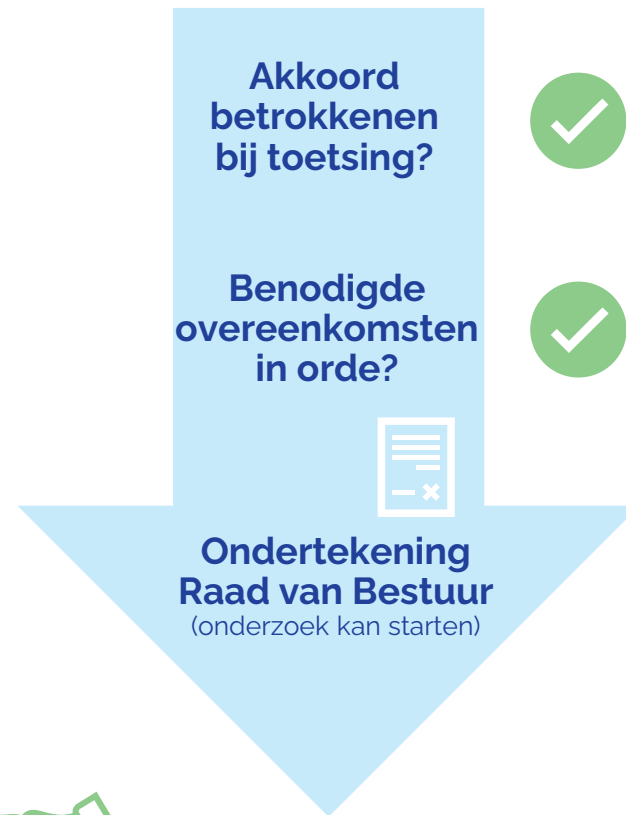 Akkoord
betrokkenen
bij toetsing?
Benodigde
overeenkomsten
in orde?
Ondertekening
Raad van Bestuur
(onderzoek kan starten)